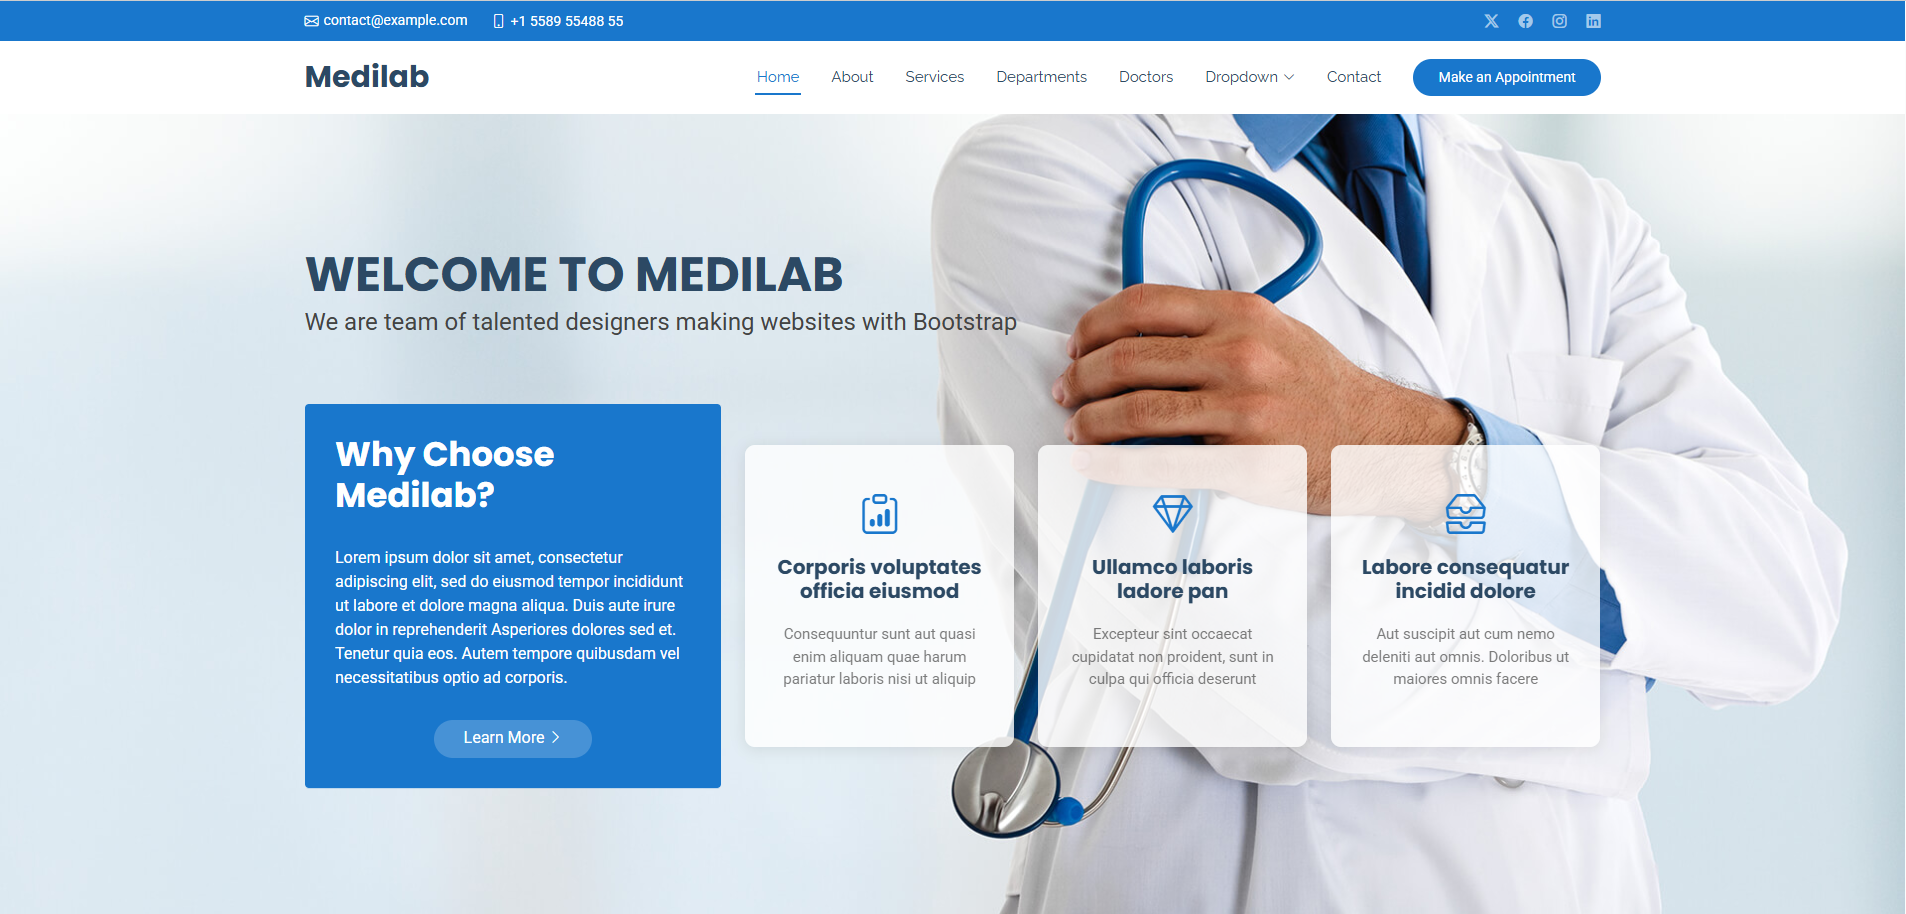 contact@example.com +1 5589 55488 55
Medilab
Home About Services Departments Doctors Dropdown Contact Make an Appointment
WELCOME TO MEDILAB
We are team of talented designers making websites with Bootstrap
Why Choose
Medilab?
Lorem ipsum dolor sit amet, consectetur
adipiscing elit, sed do eiusmod tempor incididunt
ut labore et dolore magna aliqua. Duis aute irure
dolor in reprehenderit Asperiores dolores sed et.
Tenetur quia eos. Autem tempore quibusdam vel
necessitatibus optio ad corporis.
Learn More
Corporis voluptates
officia eiusmod
Consequuntur sunt aut quasi
enim aliquam quae harum
pariatur laboris nisi ut aliquip
Ullamco laboris
ladore pan
Excepteur sint occaecat
cupidatat non proident, sunt in
culpa qui officia deserunt
Labore consequatur
incidid dolore
Aut suscipit aut cum nemo
deleniti aut omnis. Doloribus ut
maiores omnis facere